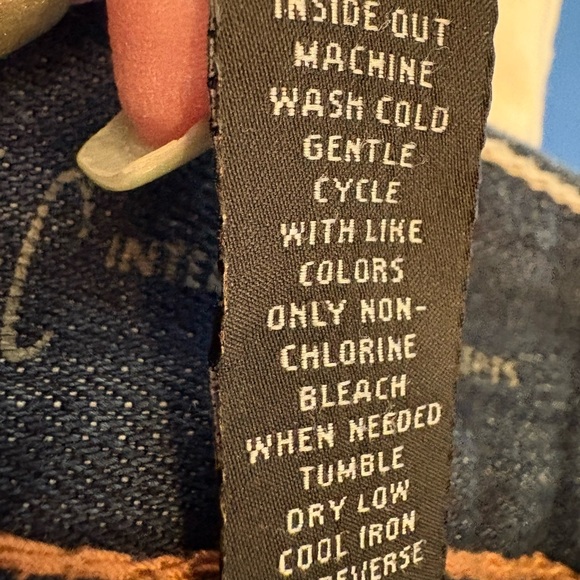 INSIDE OUT
MACHINE
WASH COLD
GENTLE
CYCLE
WITH LIKE
COLORS
ONLY NON-
CHLORINE
BLEACH
WHEN NEEDED
TUMBLE
DRY LOW
COOL IRON
REVERSE